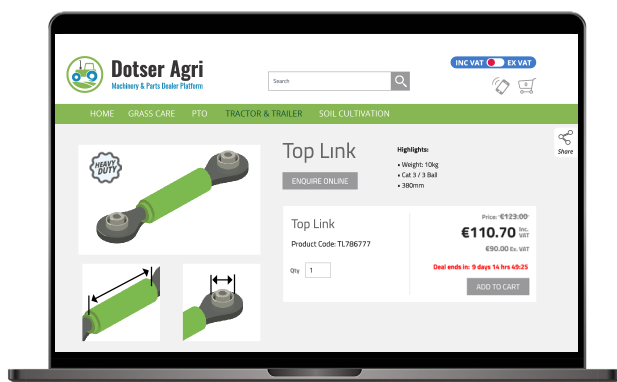 Dotser Agri
Machinery & Parts Dealer Platform
Search
INC VAT EX VAT
0
HOME GRASS CARE PTO TRACTOR & TRAILER SOIL CULTIVATION
Share
HEAVY
DUTY
Top Link
ENQUIRE ONLINE
Highlights:
• Weight: 10kg
• Cat 3 / 3 Ball
• 380mm
Top Link
Product Code: TL786777
Qty 1
Price: €123.00
€110.70 Inc. VAT
€90.00 Ex. VAT
Deal ends in: 9 days 14 hrs 49:25
ADD TO CART